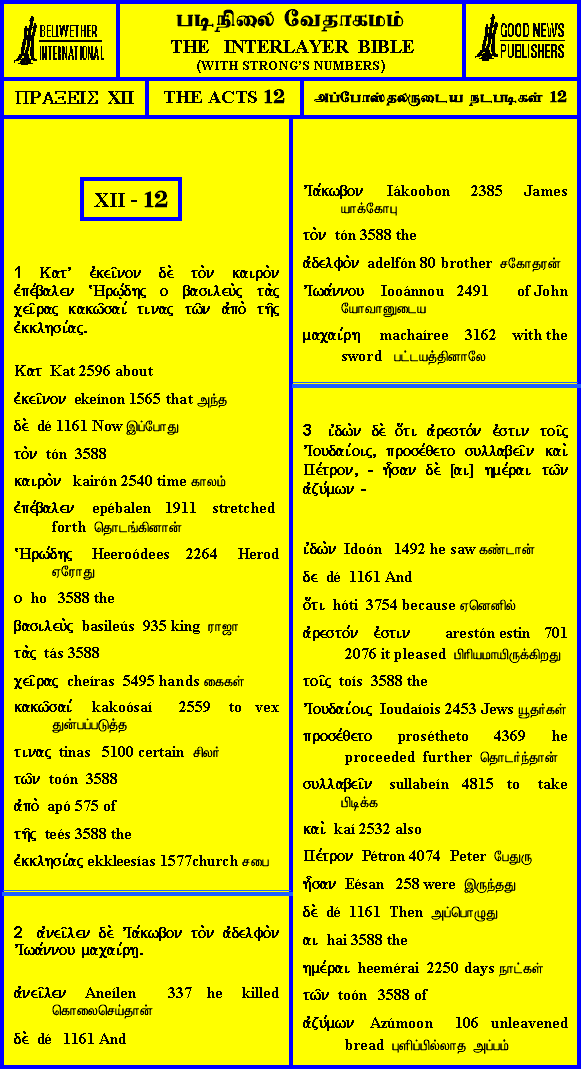 BELIWETHER
INTERNATIONAL
படிநிலை வேதாகமம்
THE INTERLAYER BIBLE
(WITH STRONG'S NUMBERS)
GOOD NEWS
PUBLISHERS
ΠΡΑΞΕΙΣ XII
THE ACTS 12
அப்போஸ்தலருடைய நடபடிகள் 12
XII - 12
1 Κατ' ἐκεῖνον δὲ τὸν καιρὸν
ἐπέβαλεν Ἡρῴδης ο βασιλεὺς τὰς
χεῖρας κακῶσαί τινας τῶν ἀπὸ τῆς
ἐκκλησίας.
Κατ Kat 2596 about
ἐκεῖνον ekeínon 1565 that அந்த
δὲ dé 1161 Now இப்போது
τὸν tón 3588
καιρὸν kairón 2540 time காலம்
ἐπέβαλεν epébalen 1911 stretched
forth தொடங்கினான்
Ἡρώδης Heeroódees 2264 Herod
ஏரோது
ο ho 3588 the
βασιλεὺς basileús 935 king ராஜா
τὰς tás 3588
χεῖρας cheíras 5495 hands கைகள்
κακῶσαί kakoósaí 2559 to vex
துன்பப்படுத்த
τινας tinas 5100 certain சிலர்
τῶν toón 3588
ἀπὸ apó 575 of
τῆς teés 3588 the
ἐκκλησίας ekkleesías 1577church சபை
2 ἀνεῖλεν δὲ Ἰάκωβον τὸν ἀδελφὸν
Ἰωάννου μαχαίρῃ.
ἀνεῖλεν Aneílen 337 he killed
கொலைசெய்தான்
δὲ dé 1161 And
Ἰάκωβον Iákoobon 2385 James
யாக்கோபு
τὸν tón 3588 the
ἀδελφὸν adelfón 80 brother சகோதரன்
Ἰωάννου Iooánnou 2491 of John
யோவானுடைய
μαχαίρη machaíree 3162 with the
sword பட்டயத்தினாலே
3 ἰδὼν δὲ ὅτι ἀρεστόν ἐστιν τοῖς
Ἰουδαίοις, προσέθετο συλλαβεῖν καὶ
Πέτρον, - ἦσαν δὲ [αι] ημέραι τῶν
ἀζύμων -
ἰδὼν Idoón 1492 he saw கண்டான்
δε dé 1161 And
ὅτι hóti 3754 because ஏனெனில்
ἀρεστόν ἐστιν arestón estin 701
2076 it pleased பிரியமாயிருக்கிறது
τοῖς toís 3588 the
Ἰουδαίοις Ioudaíois 2453 Jews யூதர்கள்
προσέθετο prosétheto 4369 he
proceeded further தொடர்ந்தான்
συλλαβεῖν sullabeín 4815 to take
பிடிக்க
καὶ kaí 2532 also
Πέτρον Pétron 4074 Peter பேதுரு
ἦσαν Eésan 258 were இருந்தது
δὲ dé 1161 Then அப்பொழுது
αι hai 3588 the
ημέραι heemérai 2250 days நாட்கள்
τῶν toón 3588 of
ἀζύμων Azúmoon 106 unleavened
bread புளிப்பில்லாத அப்பம்